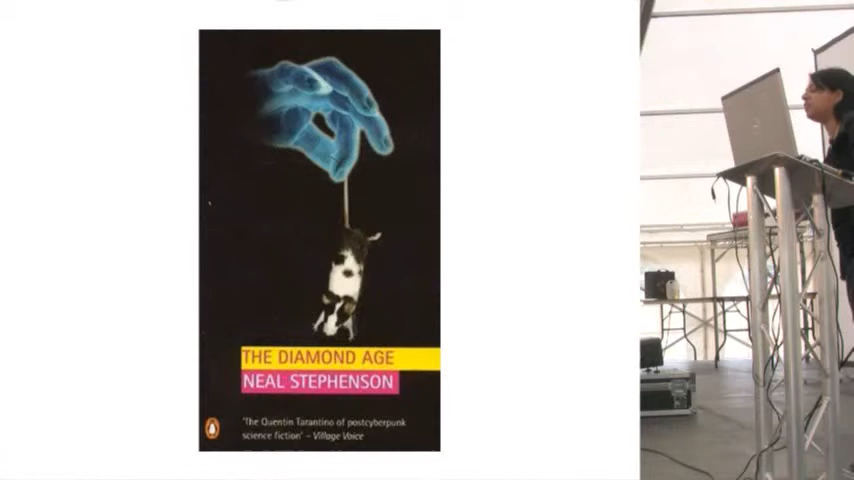 THE DIAMOND AGE
NEAL STEPHENSON
'The Quentin Tarantino of postcyberpunk
science fiction' – Village Voice